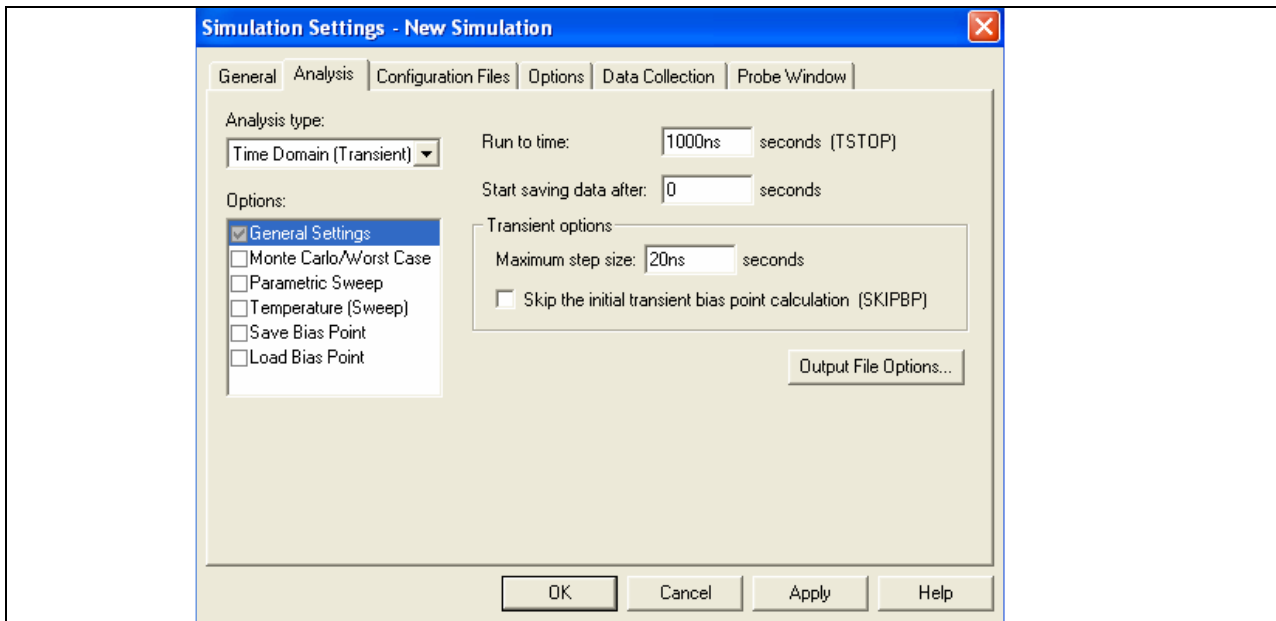 Simulation Settings - New Simulation
General Analysis Configuration Files Options Data Collection Probe Window
Analysis type:
Time Domain (Transient)
Options:
General Settings
Monte Carlo/Worst Case
Parametric Sweep
Temperature (Sweep)
Save Bias Point
Load Bias Point
Run to time: 1000ns seconds (TSTOP)
Start saving data after: 0 seconds
Transient options
Maximum step size: 20ns seconds
Skip the initial transient bias point calculation (SKIPBP)
Output File Options...
OK Cancel Apply Help